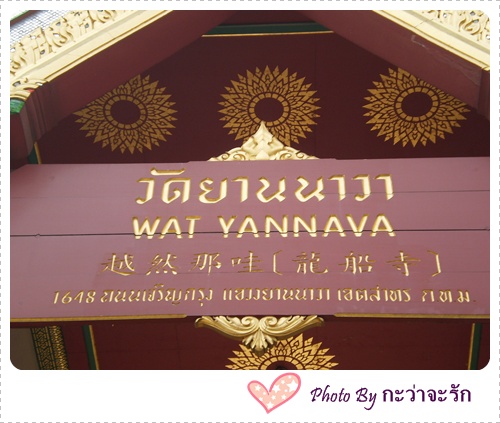 วัดยานนาวา
WAT YANNAVA
越然那哇(龍船寺)
1648 ถนนเจริญกรุง แขวงยานนาวา เขตสาทร กทม
Photo By กะว่าจะรัก